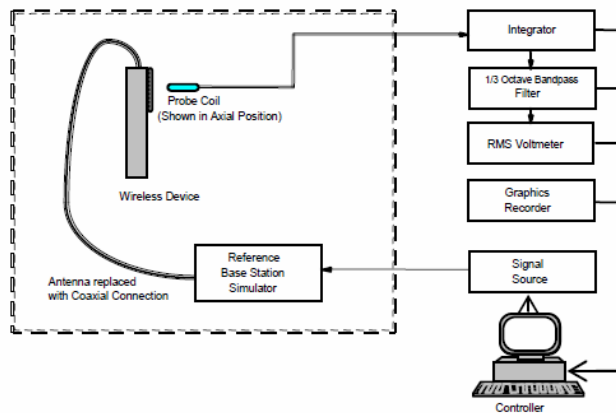 Integrator
1/3 Octave Bandpass
Filter
RMS Voltmeter
Graphics
Recorder
Probe Coil
(Shown in Axial Position)
Wireless Device
Reference
Base Station
Simulator
Antenna replaced
with Coaxial Connection
Signal
Source
Controller